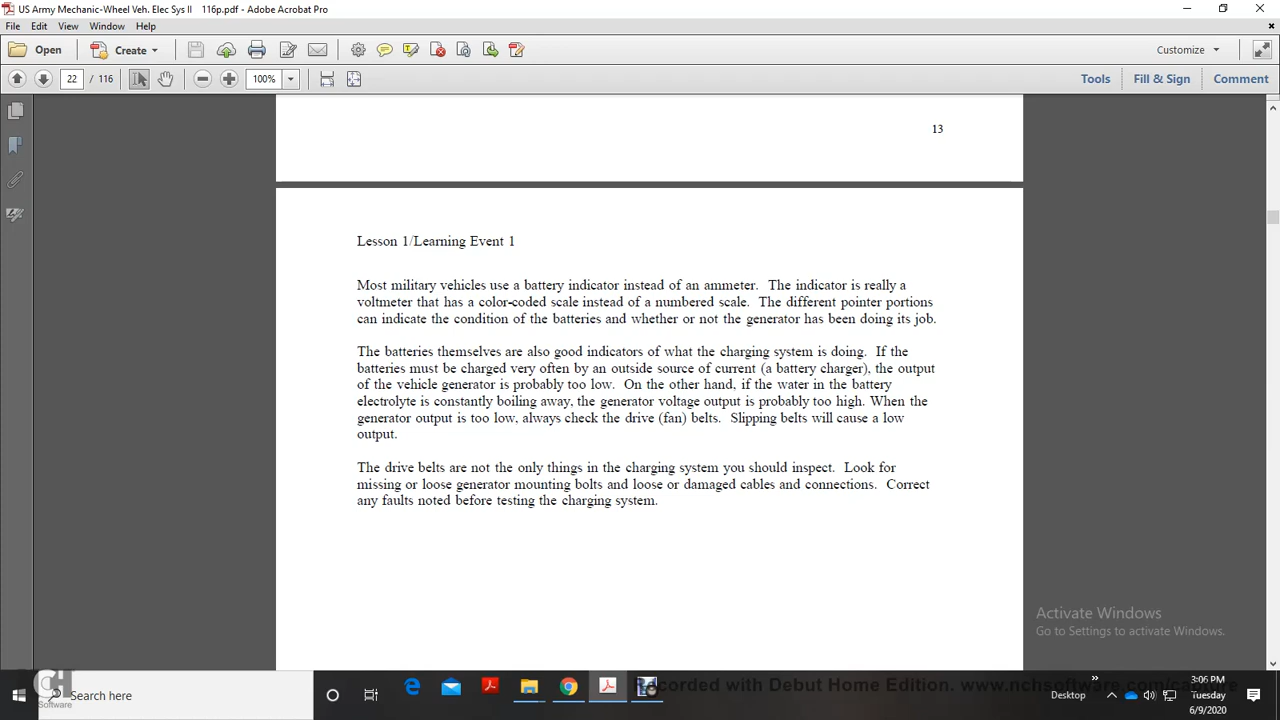 US Army Mechanic-Wheel Veh. Elec Sys II 116p.pdf - Adobe Acrobat Pro
File Edit View Window Help
Open Create Customize
22 / 116 100% Tools Fill & Sign Comment
13
Lesson 1/Learning Event 1
Most military vehicles use a battery indicator instead of an ammeter. The indicator is really a
voltmeter that has a color-coded scale instead of a numbered scale. The different pointer portions
can indicate the condition of the batteries and whether or not the generator has been doing its job.
The batteries themselves are also good indicators of what the charging system is doing. If the
batteries must be charged very often by an outside source of current (a battery charger), the output
of the vehicle generator is probably too low. On the other hand, if the water in the battery
electrolyte is constantly boiling away, the generator voltage output is probably too high. When the
generator output is too low, always check the drive (fan) belts. Slipping belts will cause a low
output.
The drive belts are not the only things in the charging system you should inspect. Look for
missing or loose generator mounting bolts and loose or damaged cables and connections. Correct
any faults noted before testing the charging system.
Activate Windows
Go to Settings to activate Windows.
Recorded with Debut Home Edition. www.nchsoftware.com/capture
CH
Software
Search here
Desktop
3:06 PM
Tuesday
6/9/2020